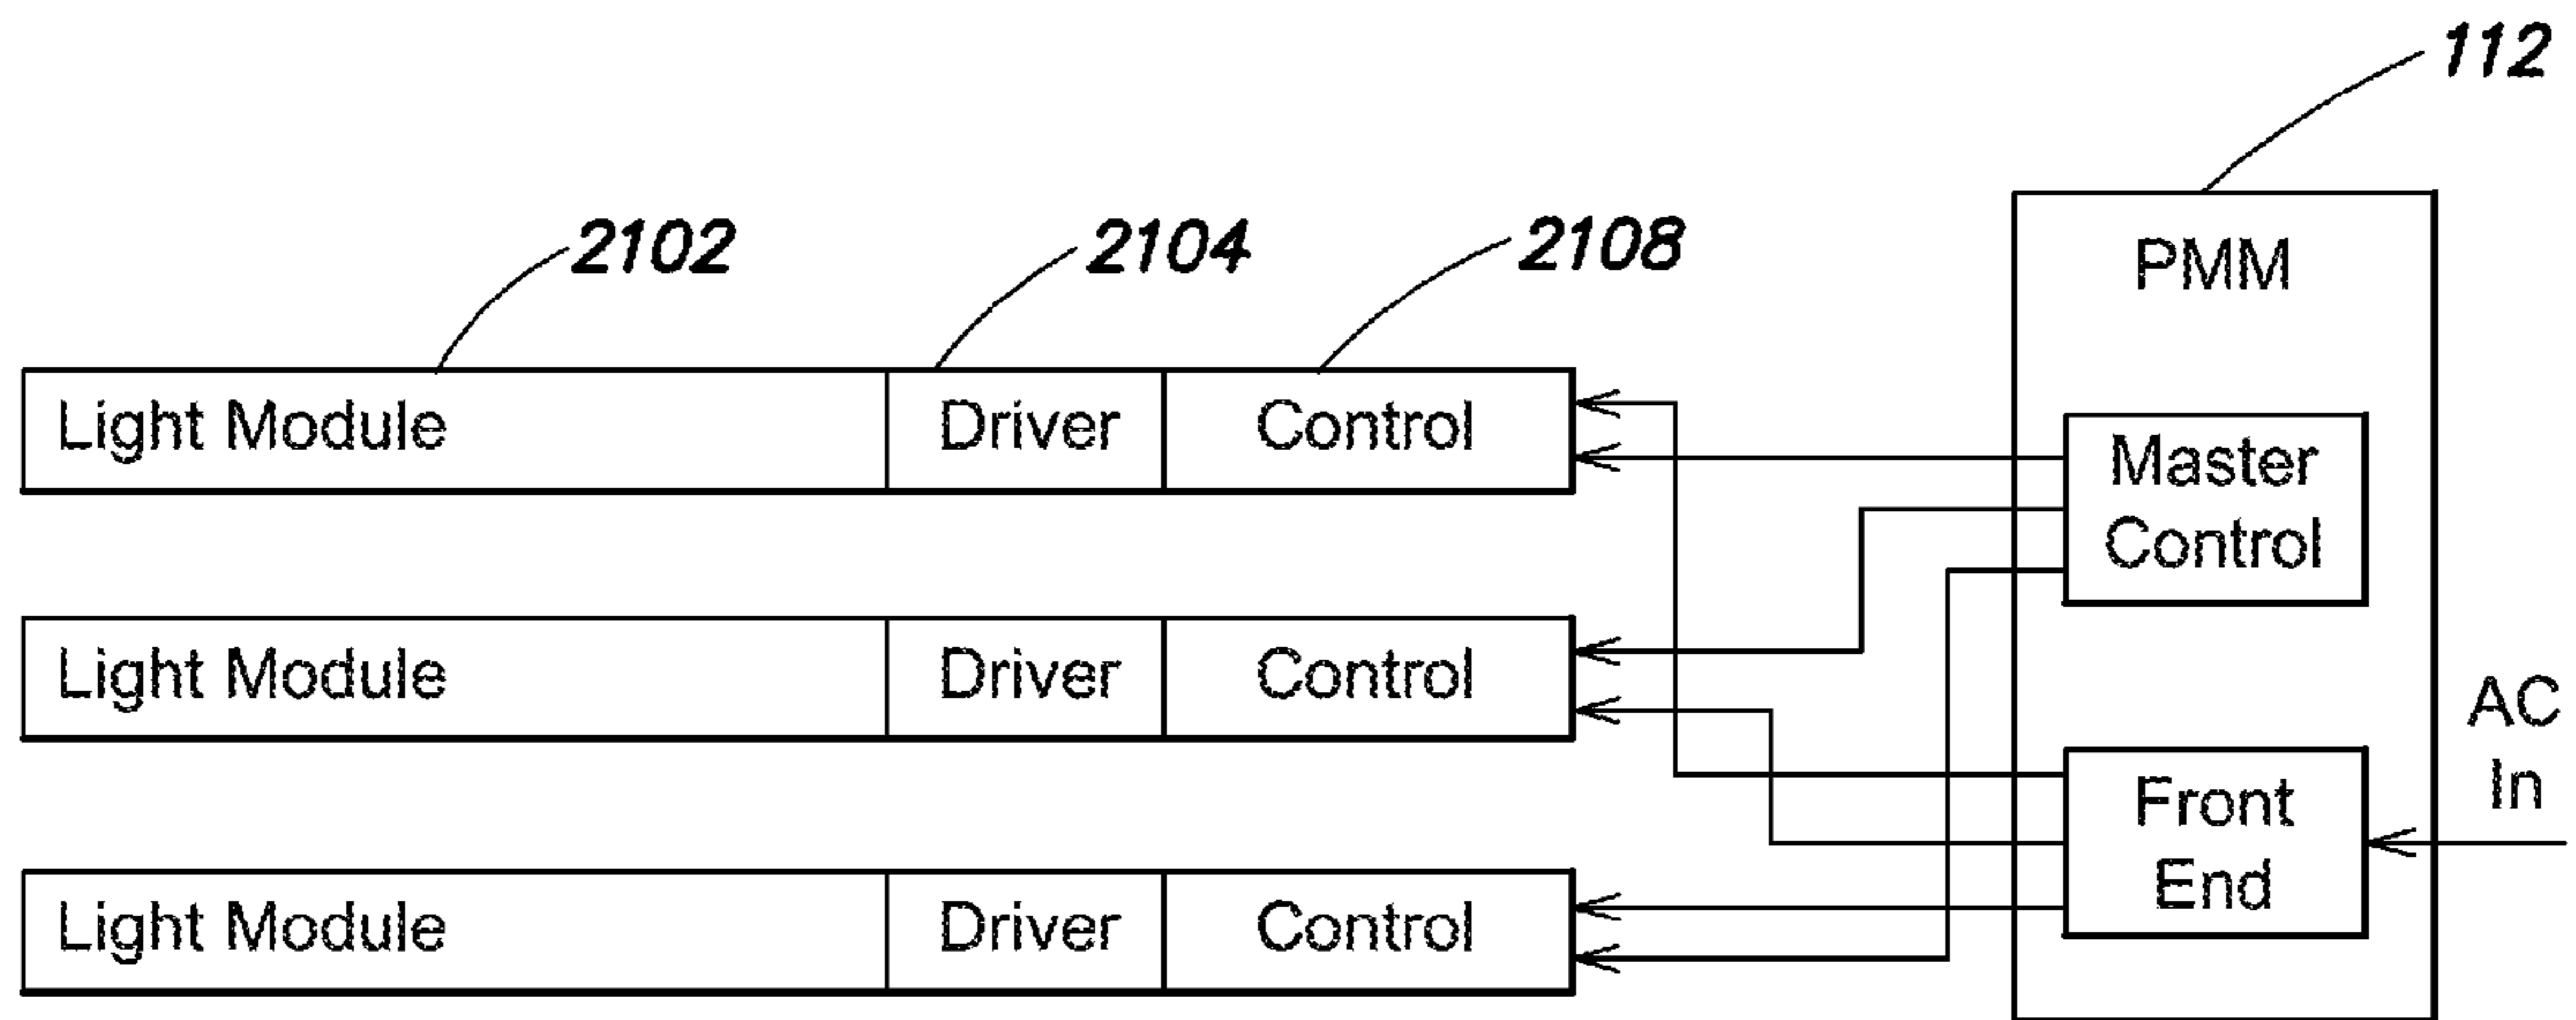 112
2102 2104 2108
PMM
Light Module Driver Control
Master
Control
Light Module Driver Control
AC
In
Front
End
Light Module Driver Control